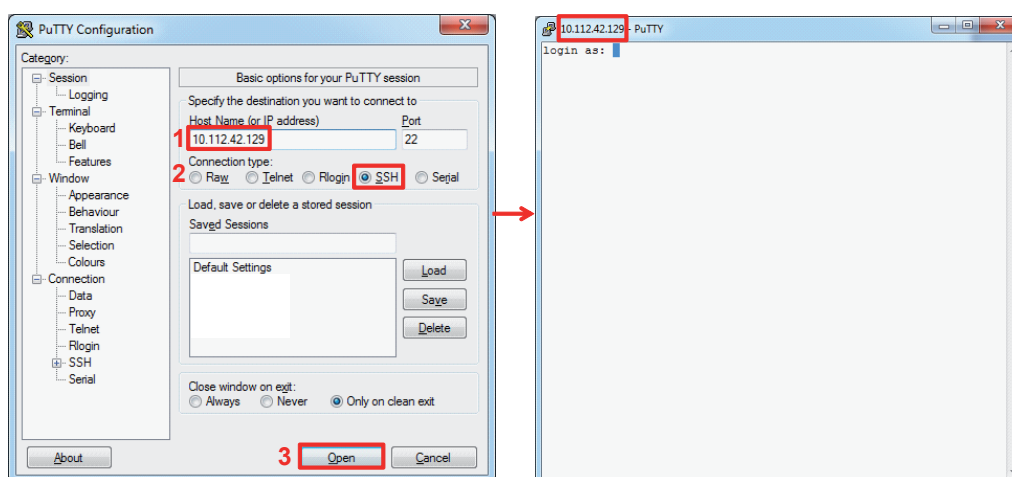 PuTTY Configuration
Category:
Session
Logging
Terminal
Keyboard
Bell
Features
Window
Appearance
Behaviour
Translation
Selection
Colours
Connection
Data
Proxy
Telnet
Rlogin
SSH
Serial
Basic options for your PuTTY session
Specify the destination you want to connect to
Host Name (or IP address) Port
1 10.112.42.129 22
Connection type:
2 Raw Telnet Rlogin SSH Serial
Load, save or delete a stored session
Saved Sessions
Default Settings
Load
Save
Delete
Close window on exit:
Always Never Only on clean exit
About 3 Open Cancel
10.112.42.129 - PuTTY
login as: